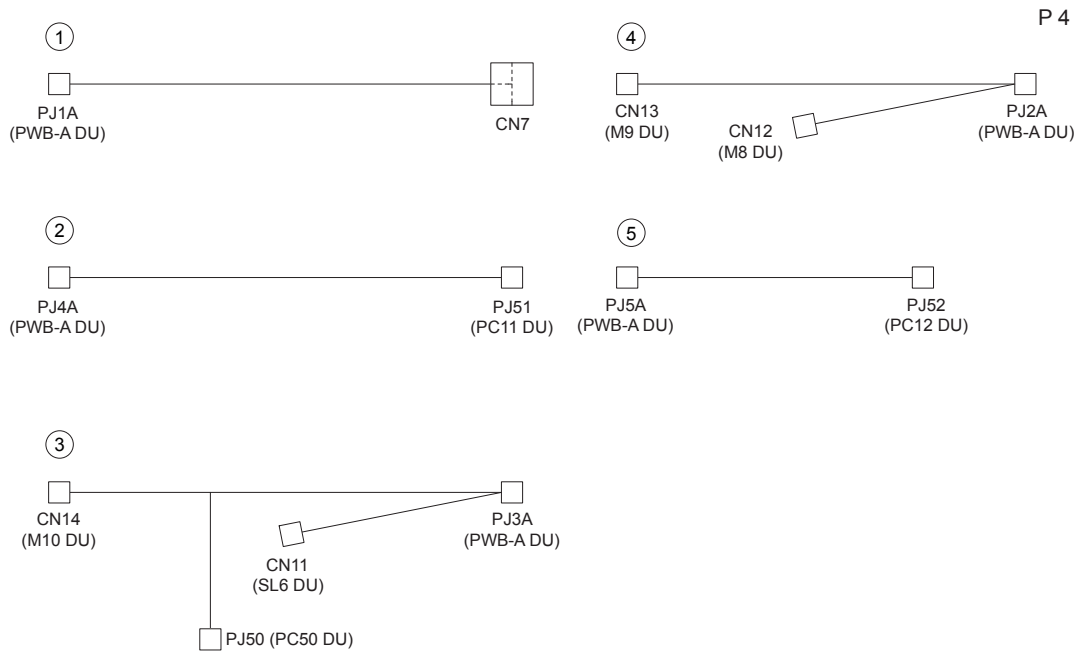 P 4
1
PJ1A
(PWB-A DU)
CN7
4
CN13
(M9 DU)
CN12
(M8 DU)
PJ2A
(PWB-A DU)
2
PJ4A
(PWB-A DU)
PJ51
(PC11 DU)
5
PJ5A
(PWB-A DU)
PJ52
(PC12 DU)
3
CN14
(M10 DU)
CN11
(SL6 DU)
PJ3A
(PWB-A DU)
PJ50 (PC50 DU)